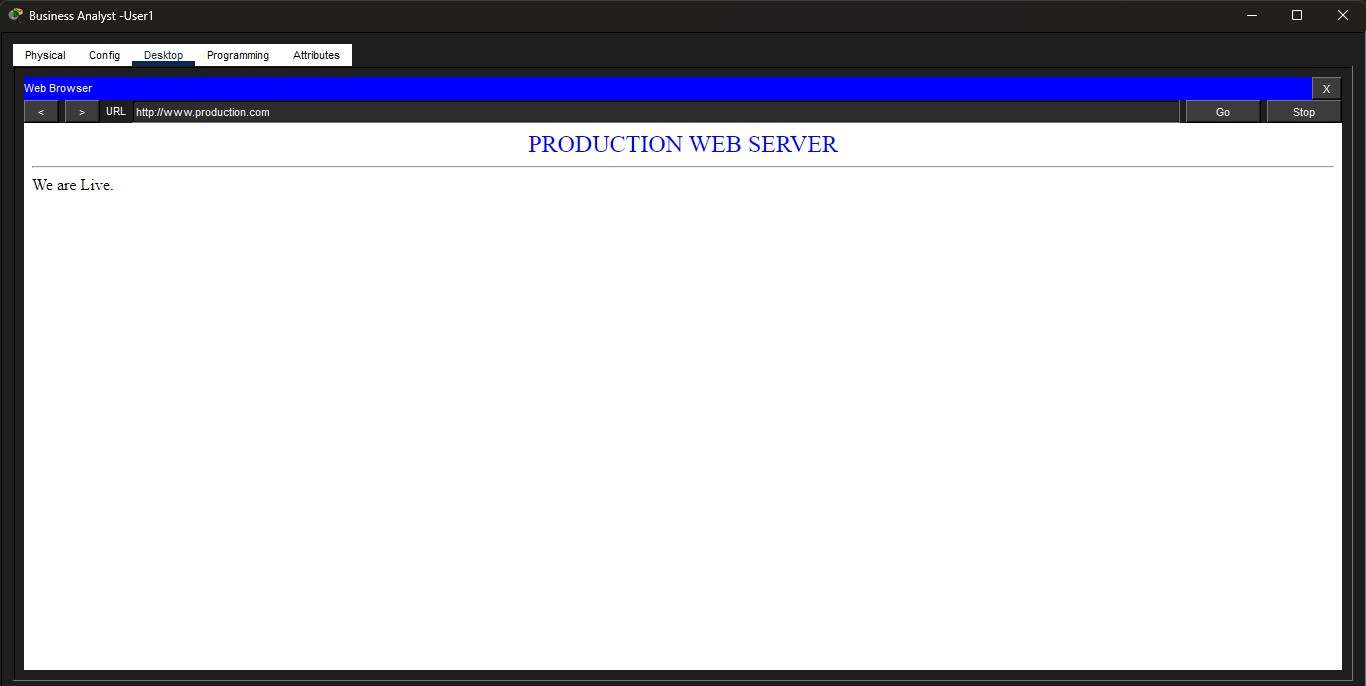 Business Analyst -User1
Physical Config Desktop Programming Attributes
Web Browser X
< > URL http://www.production.com Go Stop
PRODUCTION WEB SERVER
We are Live.